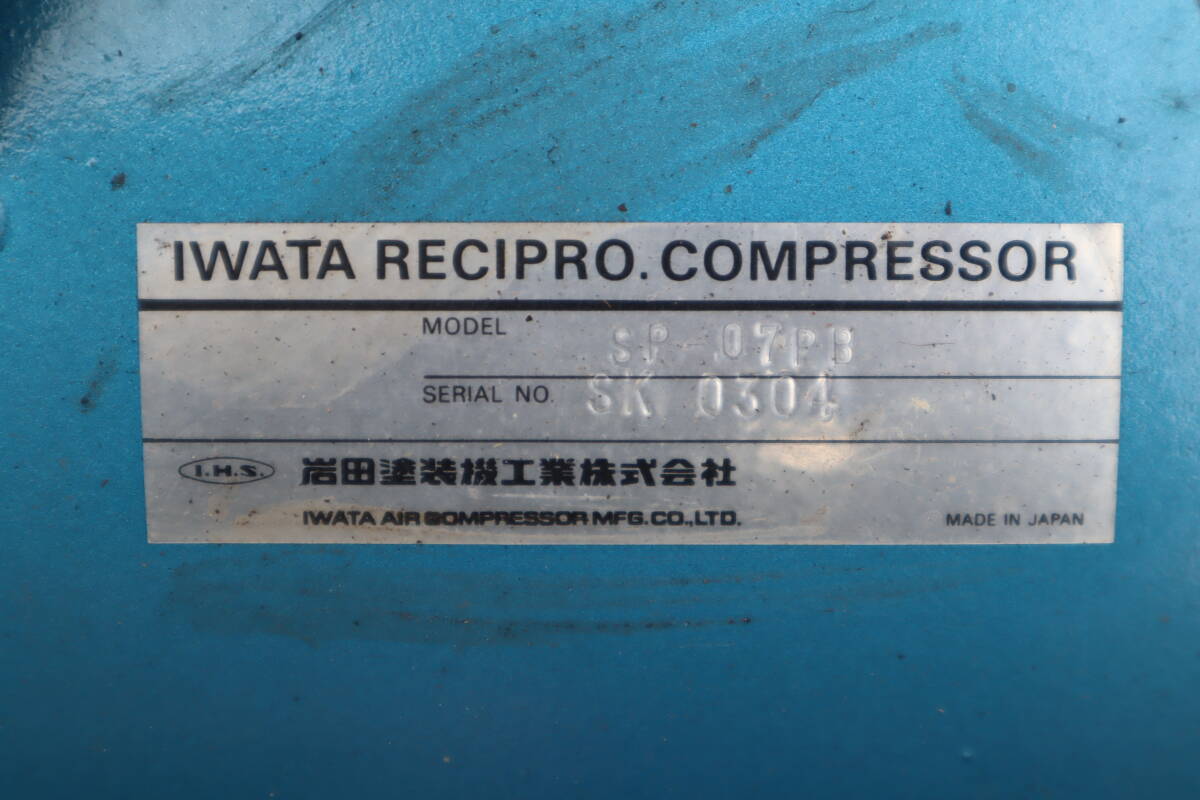 IWATA RECIPRO. COMPRESSOR
MODEL SP-07PB
SERIAL NO. SK 0304
I.H.S. 岩田塗装機工業株式会社
IWATA AIR COMPRESSOR MFG. CO., LTD. MADE IN JAPAN